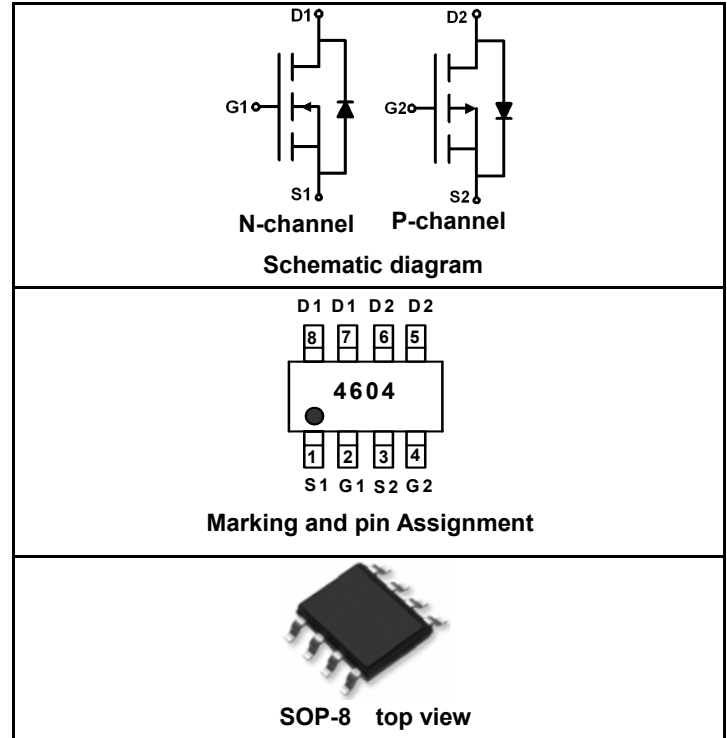 D1 D2
G1 G2
S1 S2
N-channel P-channel
Schematic diagram
D1 D1 D2 D2
8 7 6 5
4604
1 2 3 4
S1 G1 S2 G2
Marking and pin Assignment
SOP-8 top view